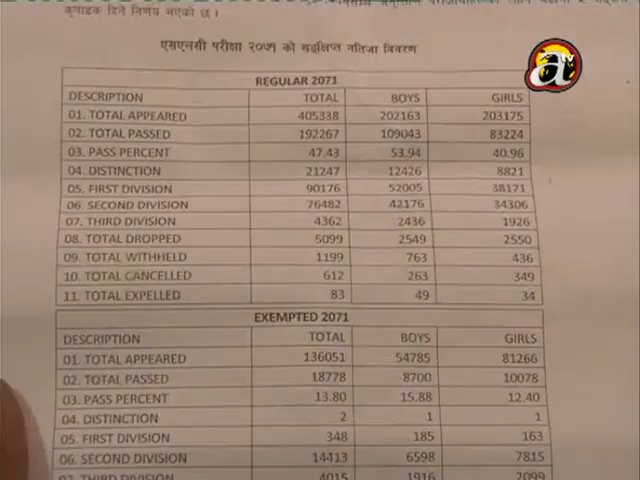 कृपाङ्क दिने निर्णय भएको छ ।
एसएलसी परीक्षा २०७१ को सङ्क्षिप्त नतिजा विवरण
a TV
REGULAR 2071
DESCRIPTION TOTAL BOYS GIRLS
01. TOTAL APPEARED 405338 202163 203175
02. TOTAL PASSED 192267 109043 83224
03. PASS PERCENT 47.43 53.94 40.96
04. DISTINCTION 21247 12426 8821
05. FIRST DIVISION 90176 52005 38171
06. SECOND DIVISION 76482 42176 34306
07. THIRD DIVISION 4362 2436 1926
08. TOTAL DROPPED 5099 2549 2550
09. TOTAL WITHHELD 1199 763 436
10. TOTAL CANCELLED 612 263 349
11. TOTAL EXPELLED 83 49 34
EXEMPTED 2071
DESCRIPTION TOTAL BOYS GIRLS
01. TOTAL APPEARED 136051 54785 81266
02. TOTAL PASSED 18778 8700 10078
03. PASS PERCENT 13.80 15.88 12.40
04. DISTINCTION 2 1 1
05. FIRST DIVISION 348 185 163
06. SECOND DIVISION 14413 6598 7815
07. THIRD DIVISION 4015 1916 2099